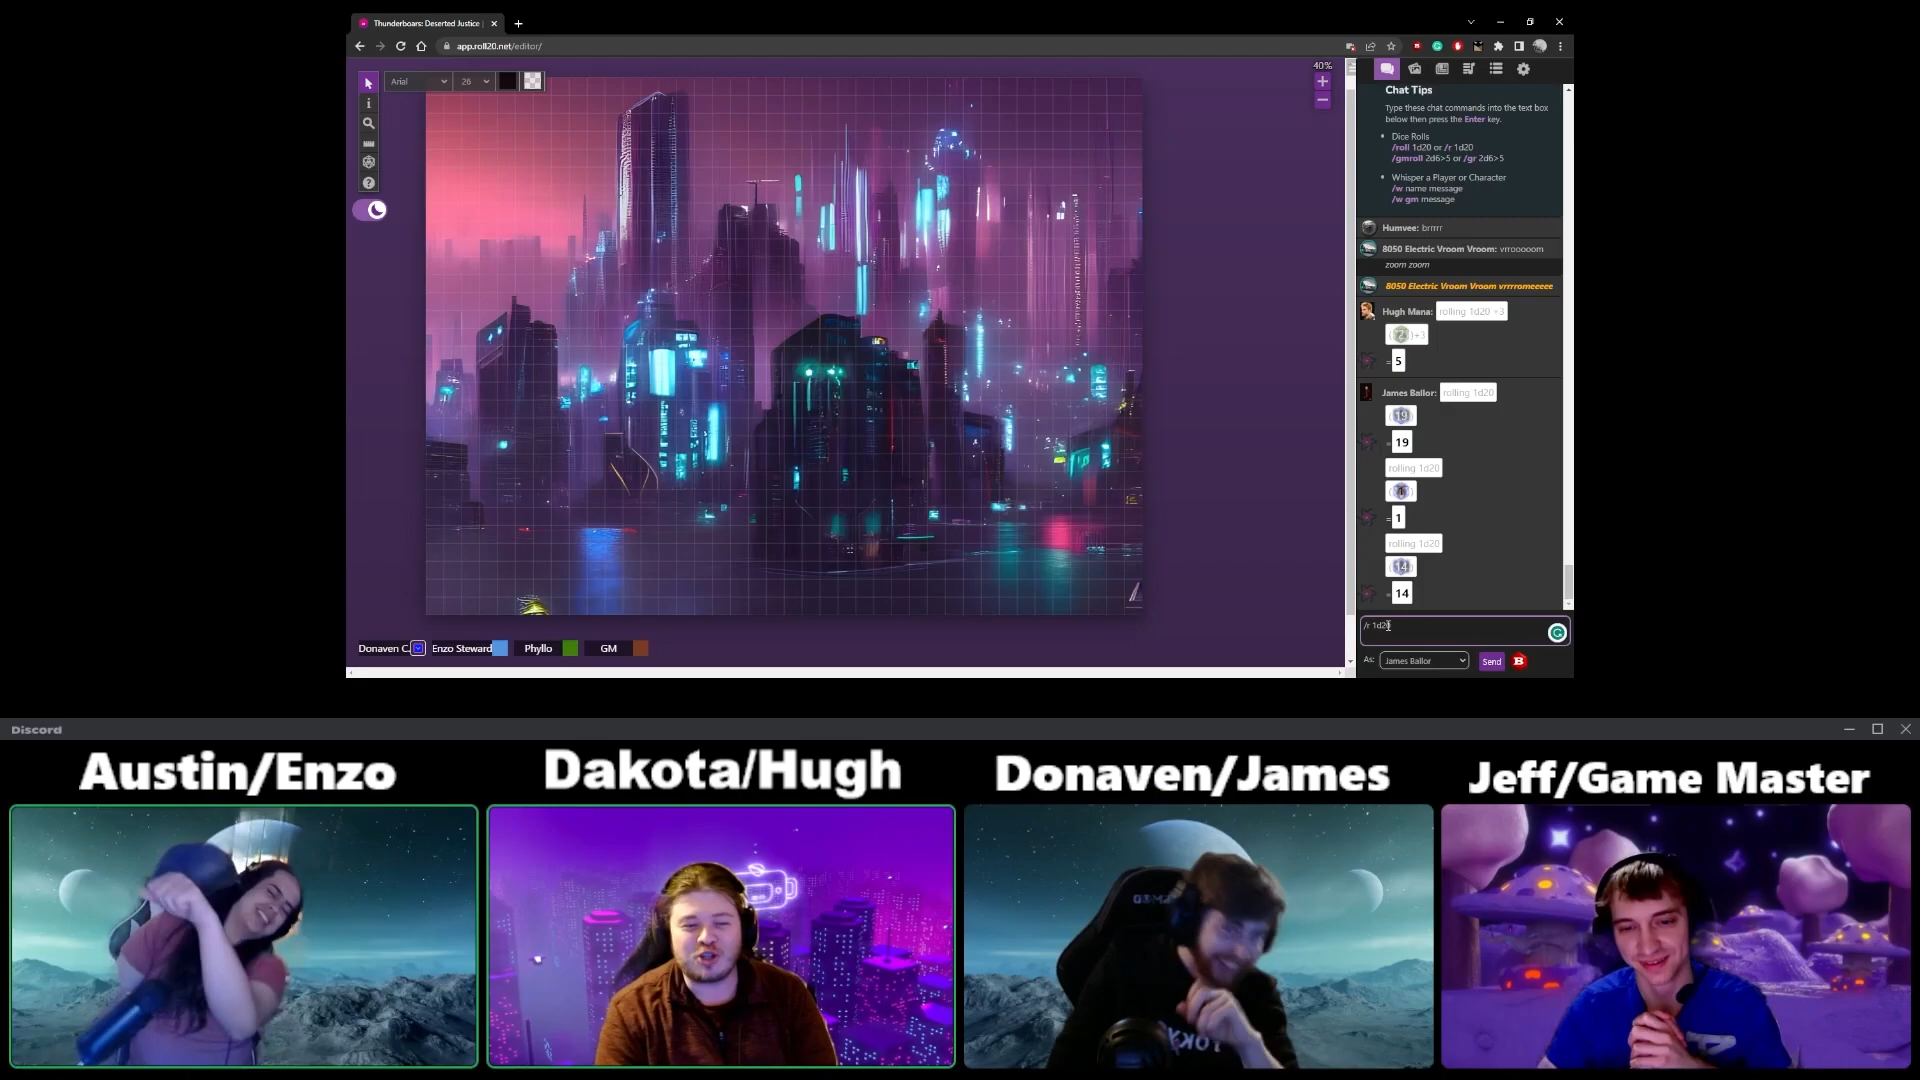 Thunderboars: Deserted Justice |
app.roll20.net/editor/
Arial
26
40%
Chat Tips
Type these chat commands into the text box
below then press the Enter key.
• Dice Rolls
/roll 1d20 or /r 1d20
/gmroll 2d6>5 or /gr 2d6>5
• Whisper a Player or Character
/w name message
/w gm message
Humvee: brrrrr
8050 Electric Vroom Vroom: vrrooooom
zoom zoom
8050 Electric Vroom Vroom vrrrromeeeee
Hugh Mana: rolling 1d20 +3
(2)+3
=5
James Ballor: rolling 1d20
(19)
=19
rolling 1d20
(1)
=1
rolling 1d20
(14)
=14
/r 1d20
As: James Ballor Send B
Donaven C. Enzo Steward Phyllo GM
Discord
Austin/Enzo
Dakota/Hugh
Donaven/James
Jeff/Game Master